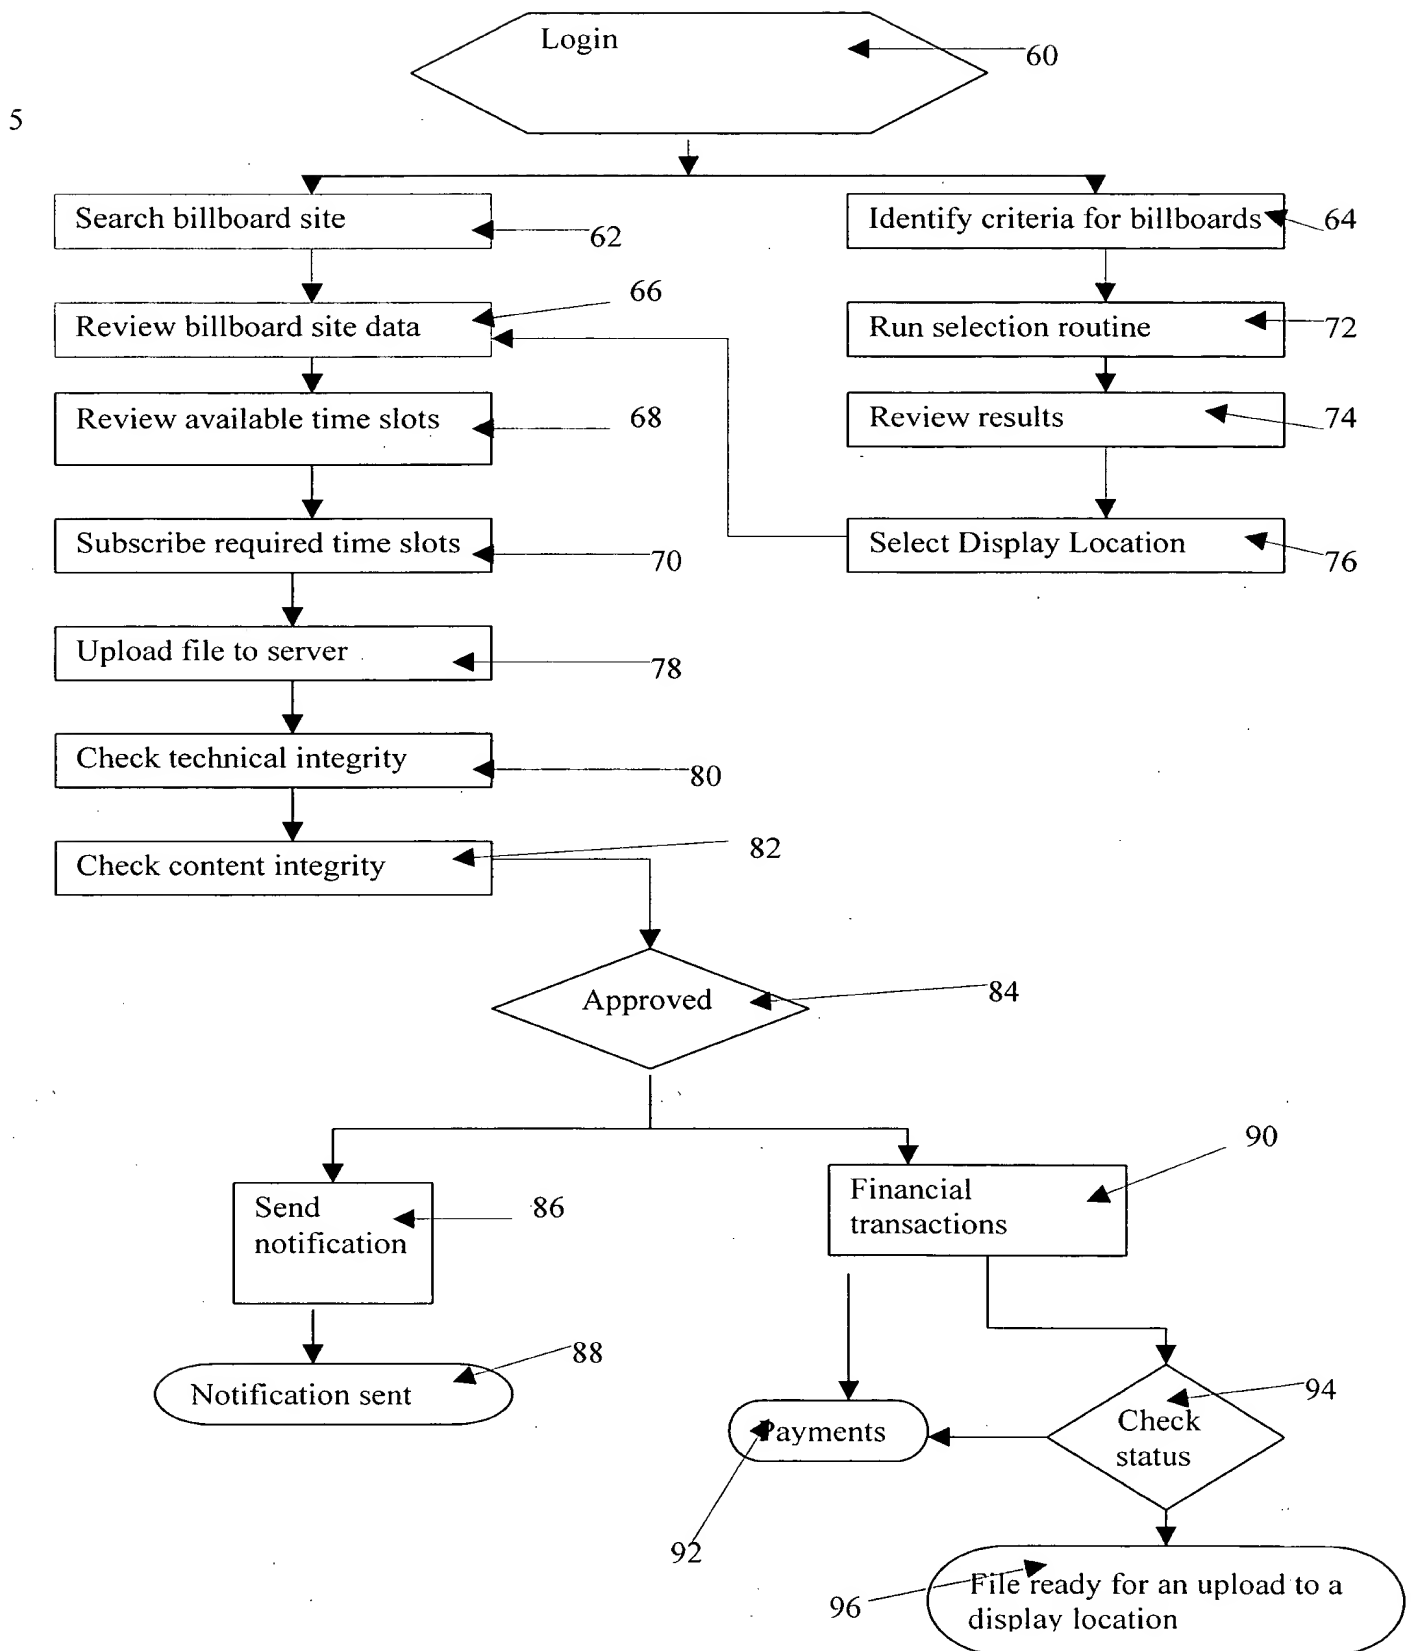 Login
60
5
Search billboard site
62
Identify criteria for billboards
64
Review billboard site data
66
Run selection routine
72
Review available time slots
68
Review results
74
Subscribe required time slots
70
Select Display Location
76
Upload file to server
78
Check technical integrity
80
Check content integrity
82
Approved
84
Send
notification
86
Financial
transactions
90
Notification sent
88
Payments
92
Check
status
94
File ready for an upload to a
display location
96